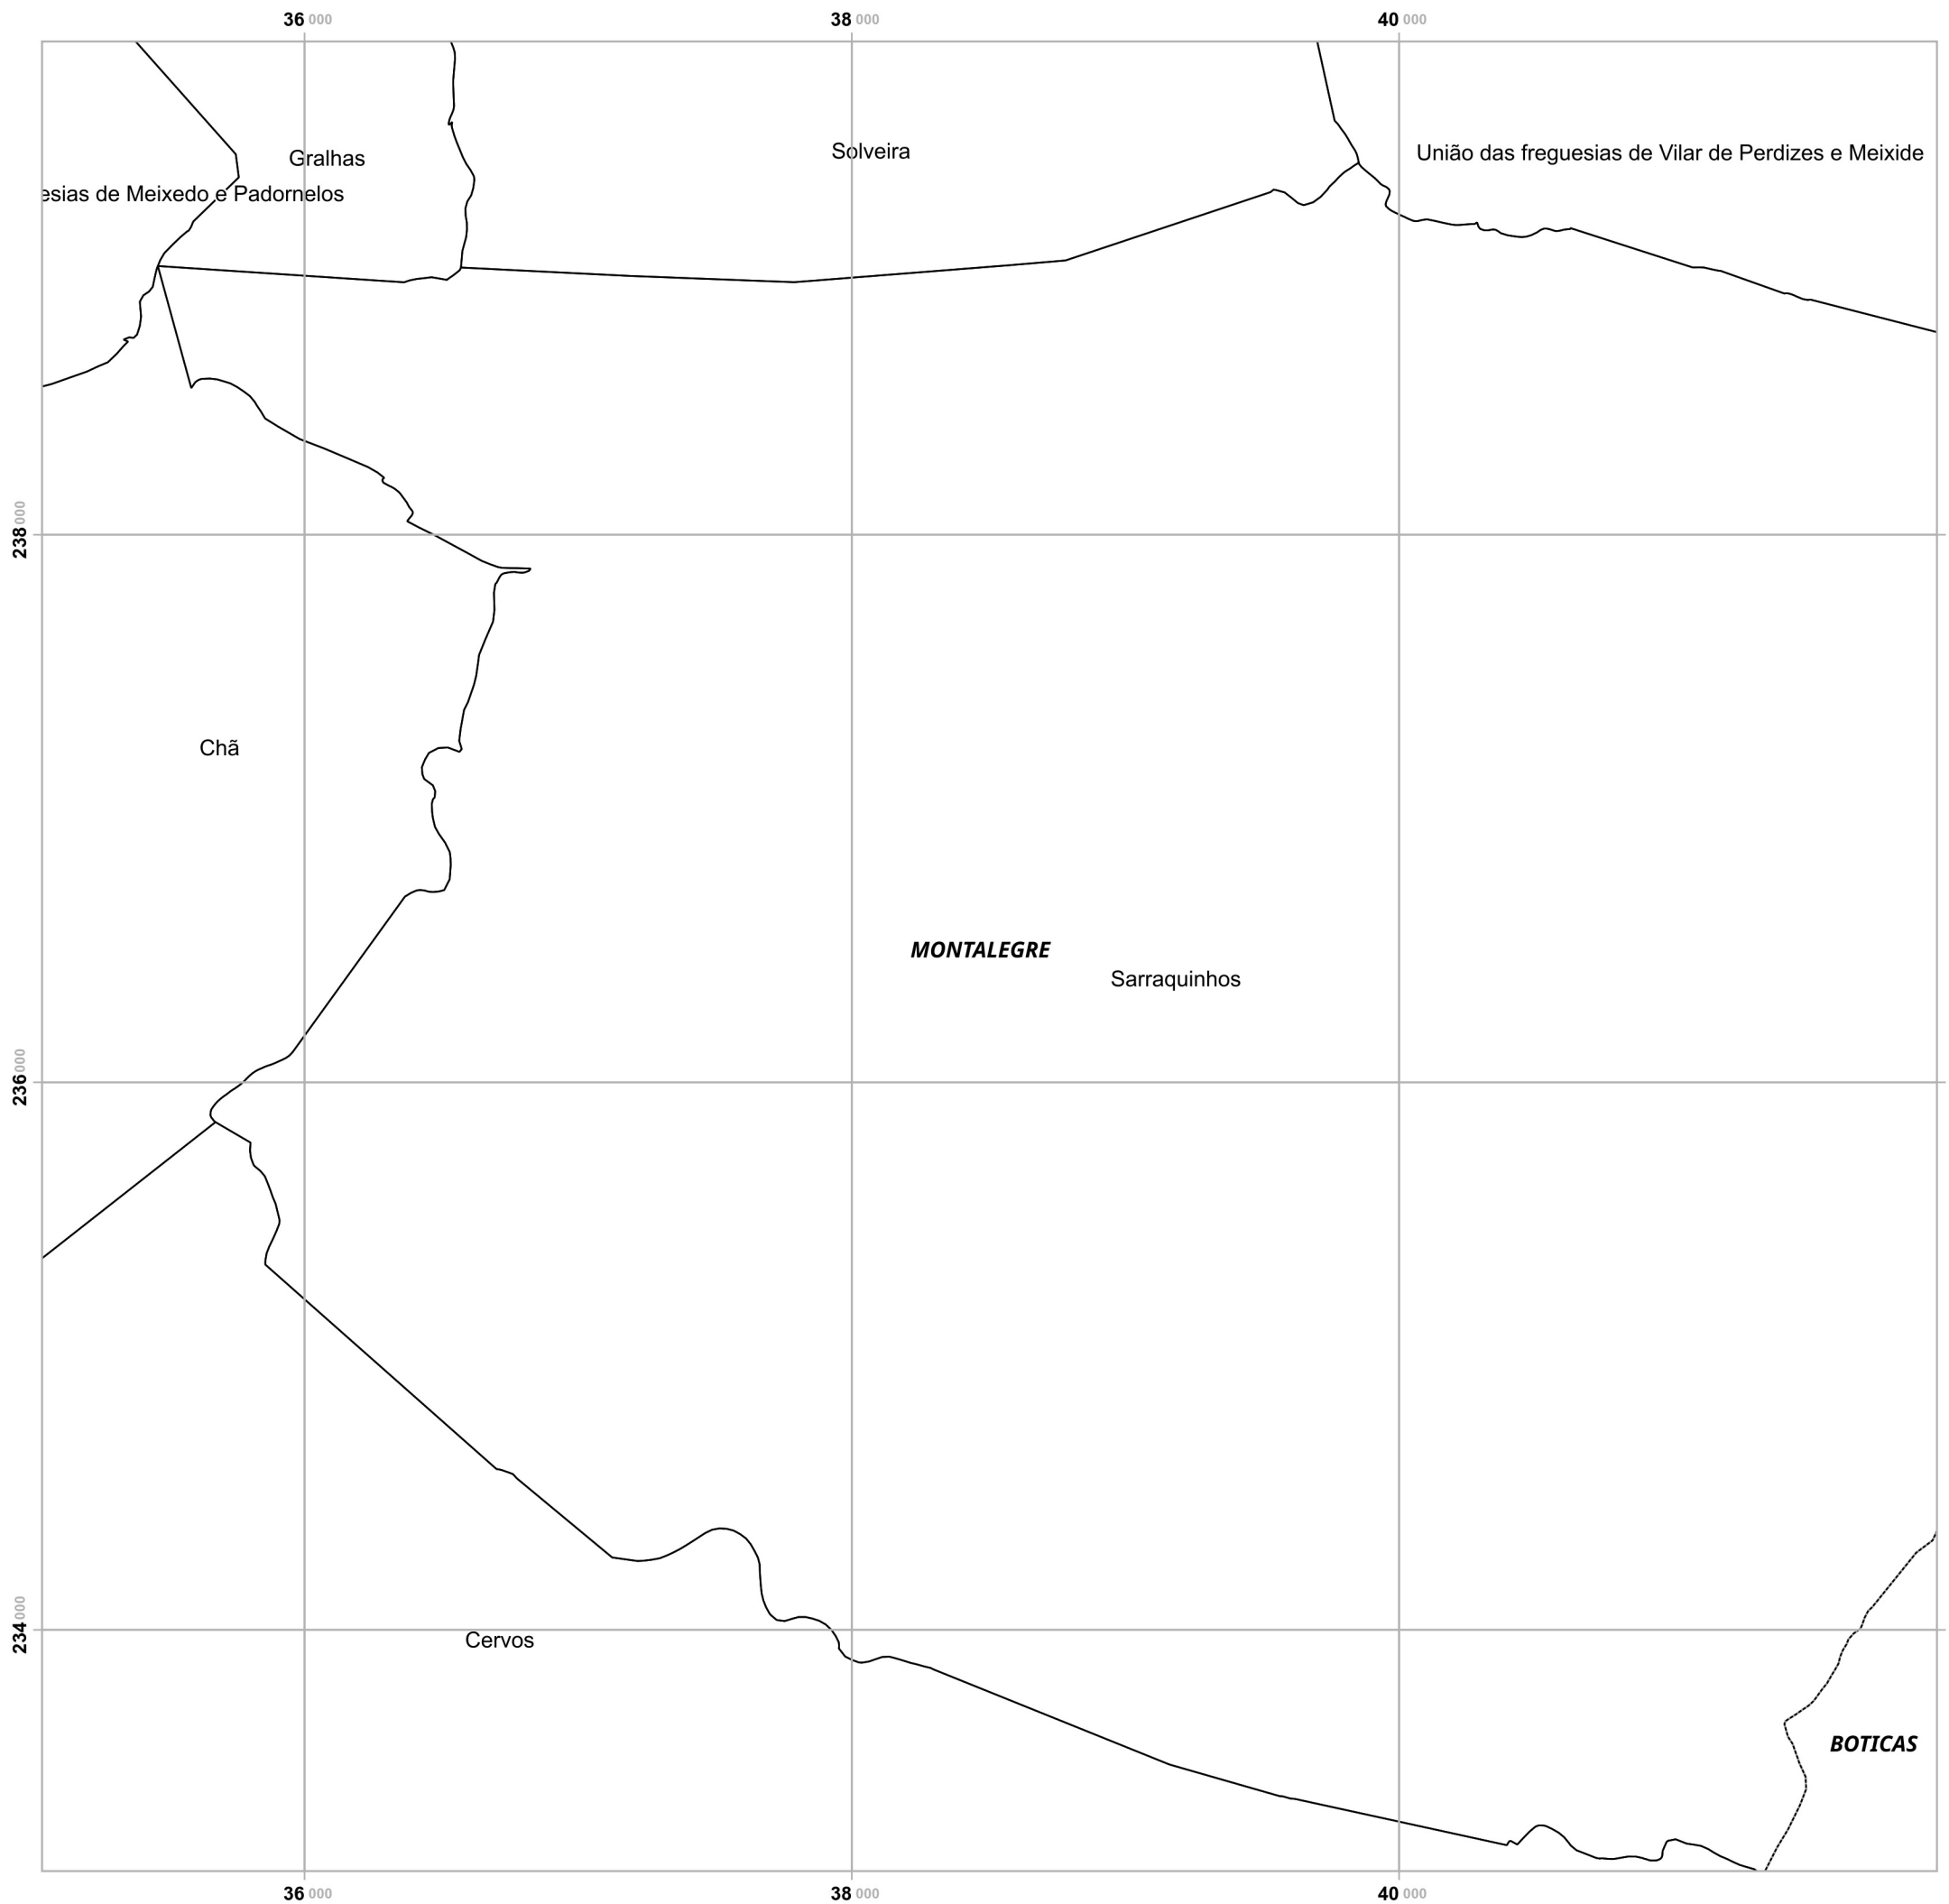 36 000 38 000 40 000
Solveira
União das freguesias de Vilar de Perdizes e Meixide
Gralhas
esias de Meixedo e Padornelos
238 000
Chã
MONTALEGRE
Sarraquinhos
236 000
234 000
Cervos
BOTICAS
36 000 38 000 40 000